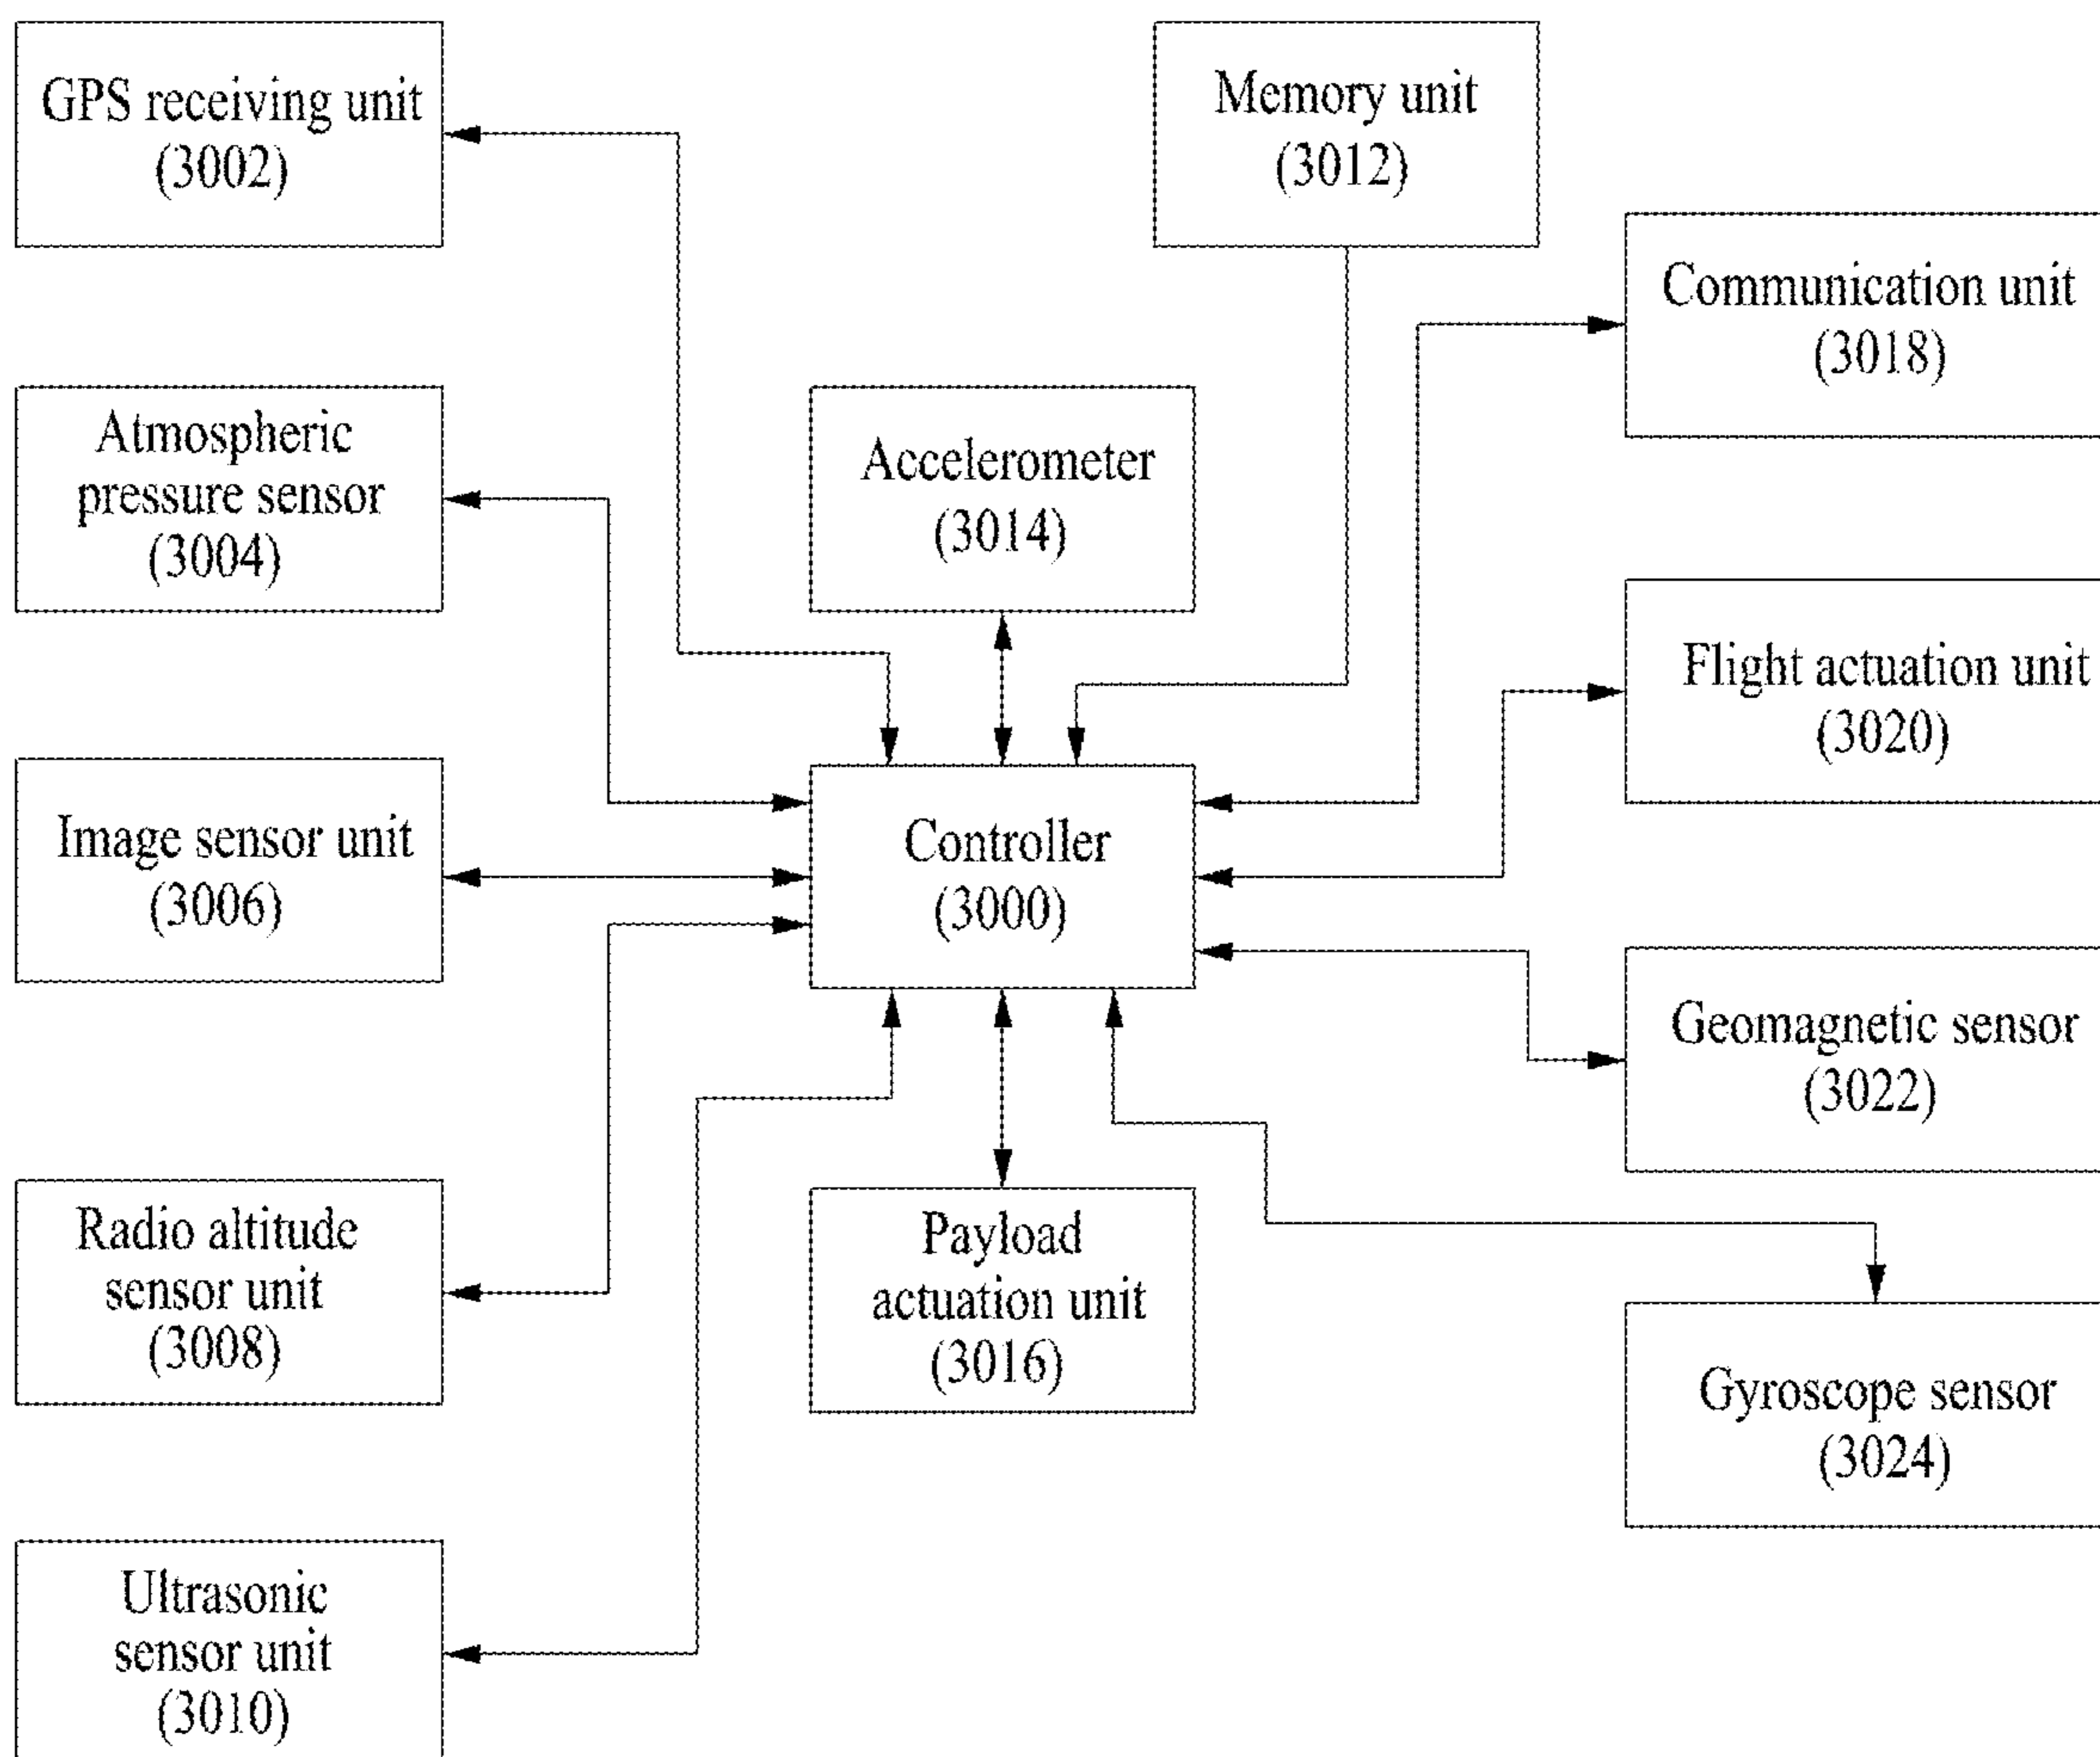 GPS receiving unit
(3002)
Memory unit
(3012)
Communication unit
(3018)
Atmospheric
pressure sensor
(3004)
Accelerometer
(3014)
Flight actuation unit
(3020)
Image sensor unit
(3006)
Controller
(3000)
Geomagnetic sensor
(3022)
Radio altitude
sensor unit
(3008)
Payload
actuation unit
(3016)
Gyroscope sensor
(3024)
Ultrasonic
sensor unit
(3010)